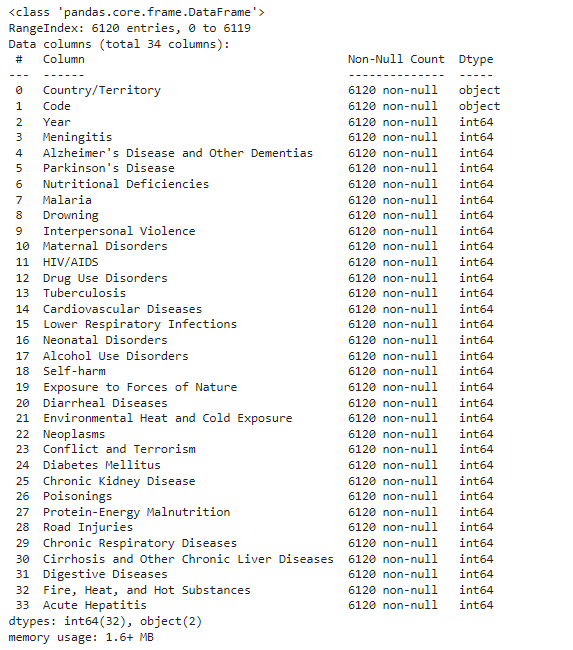 <class 'pandas.core.frame.DataFrame'>
RangeIndex: 6120 entries, 0 to 6119
Data columns (total 34 columns):
 #   Column                                    Non-Null Count  Dtype
---  ------                                    --------------  -----
 0   Country/Territory                         6120 non-null   object
 1   Code                                      6120 non-null   object
 2   Year                                      6120 non-null   int64
 3   Meningitis                                6120 non-null   int64
 4   Alzheimer's Disease and Other Dementias   6120 non-null   int64
 5   Parkinson's Disease                       6120 non-null   int64
 6   Nutritional Deficiencies                  6120 non-null   int64
 7   Malaria                                   6120 non-null   int64
 8   Drowning                                  6120 non-null   int64
 9   Interpersonal Violence                    6120 non-null   int64
 10  Maternal Disorders                        6120 non-null   int64
 11  HIV/AIDS                                  6120 non-null   int64
 12  Drug Use Disorders                        6120 non-null   int64
 13  Tuberculosis                              6120 non-null   int64
 14  Cardiovascular Diseases                   6120 non-null   int64
 15  Lower Respiratory Infections              6120 non-null   int64
 16  Neonatal Disorders                        6120 non-null   int64
 17  Alcohol Use Disorders                     6120 non-null   int64
 18  Self-harm                                 6120 non-null   int64
 19  Exposure to Forces of Nature              6120 non-null   int64
 20  Diarrheal Diseases                        6120 non-null   int64
 21  Environmental Heat and Cold Exposure      6120 non-null   int64
 22  Neoplasms                                 6120 non-null   int64
 23  Conflict and Terrorism                    6120 non-null   int64
 24  Diabetes Mellitus                         6120 non-null   int64
 25  Chronic Kidney Disease                    6120 non-null   int64
 26  Poisonings                                6120 non-null   int64
 27  Protein-Energy Malnutrition               6120 non-null   int64
 28  Road Injuries                             6120 non-null   int64
 29  Chronic Respiratory Diseases              6120 non-null   int64
 30  Cirrhosis and Other Chronic Liver Diseases  6120 non-null   int64
 31  Digestive Diseases                        6120 non-null   int64
 32  Fire, Heat, and Hot Substances            6120 non-null   int64
 33  Acute Hepatitis                           6120 non-null   int64
dtypes: int64(32), object(2)
memory usage: 1.6+ MB